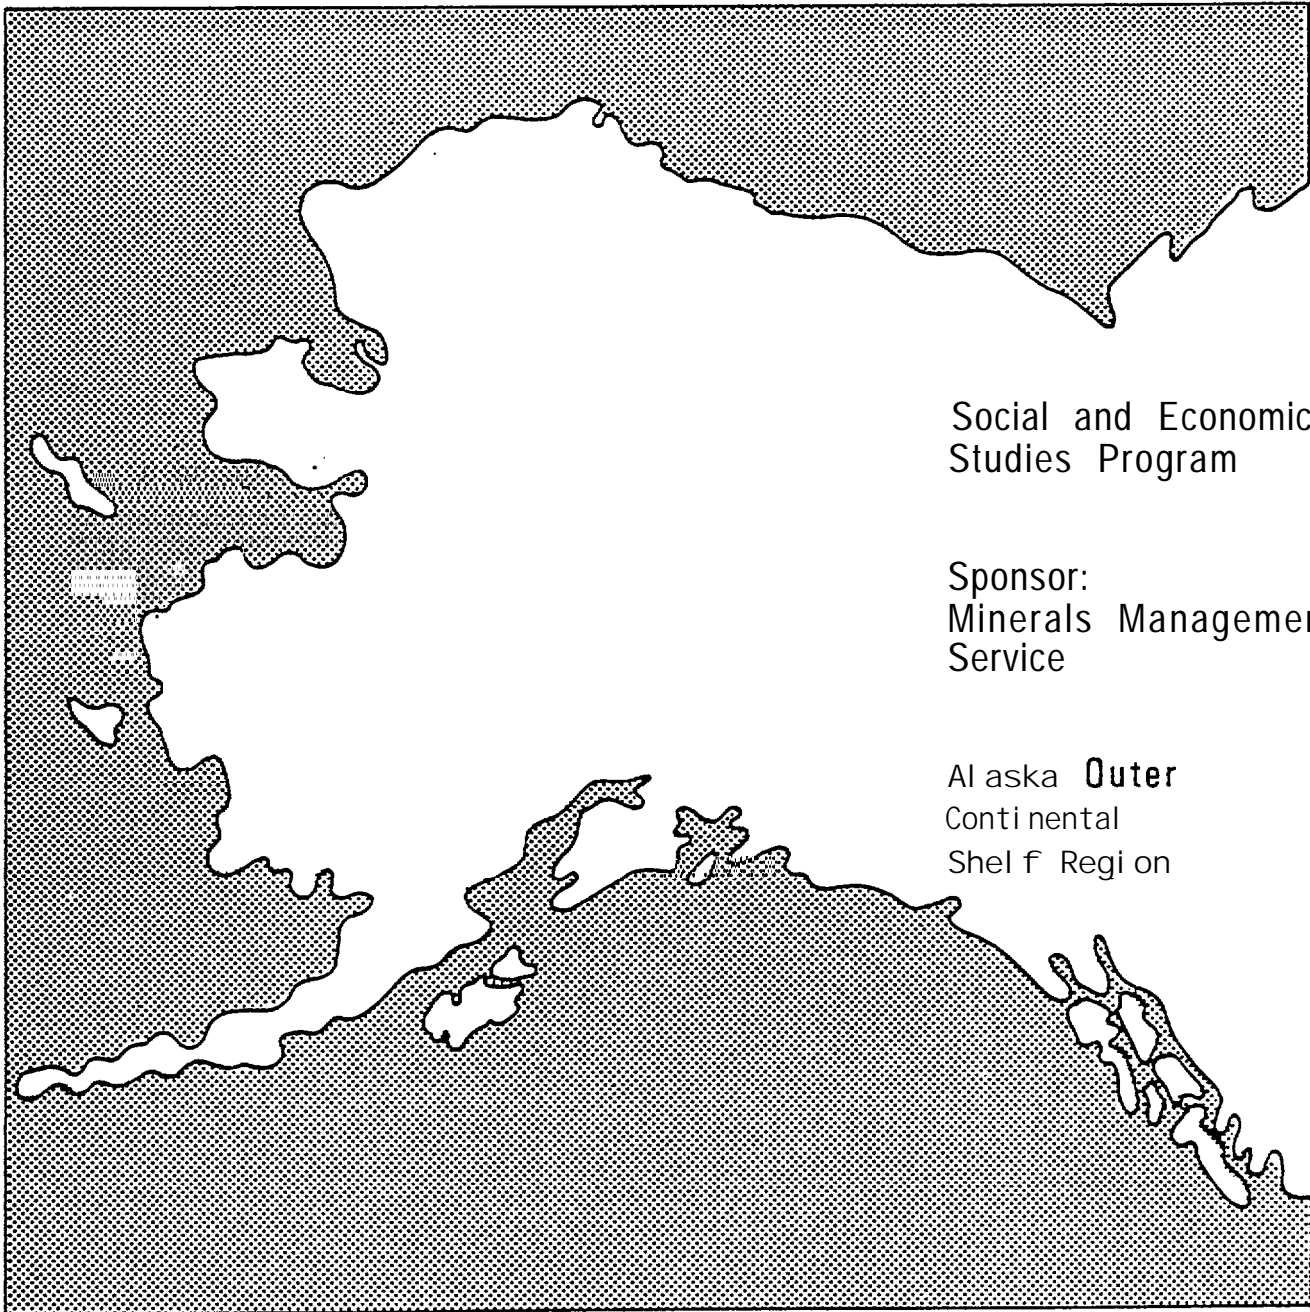 Social and Economic
Studies Program
Sponsor:
Minerals Managemen
Service
Alaska Outer
Continental
Shelf Region